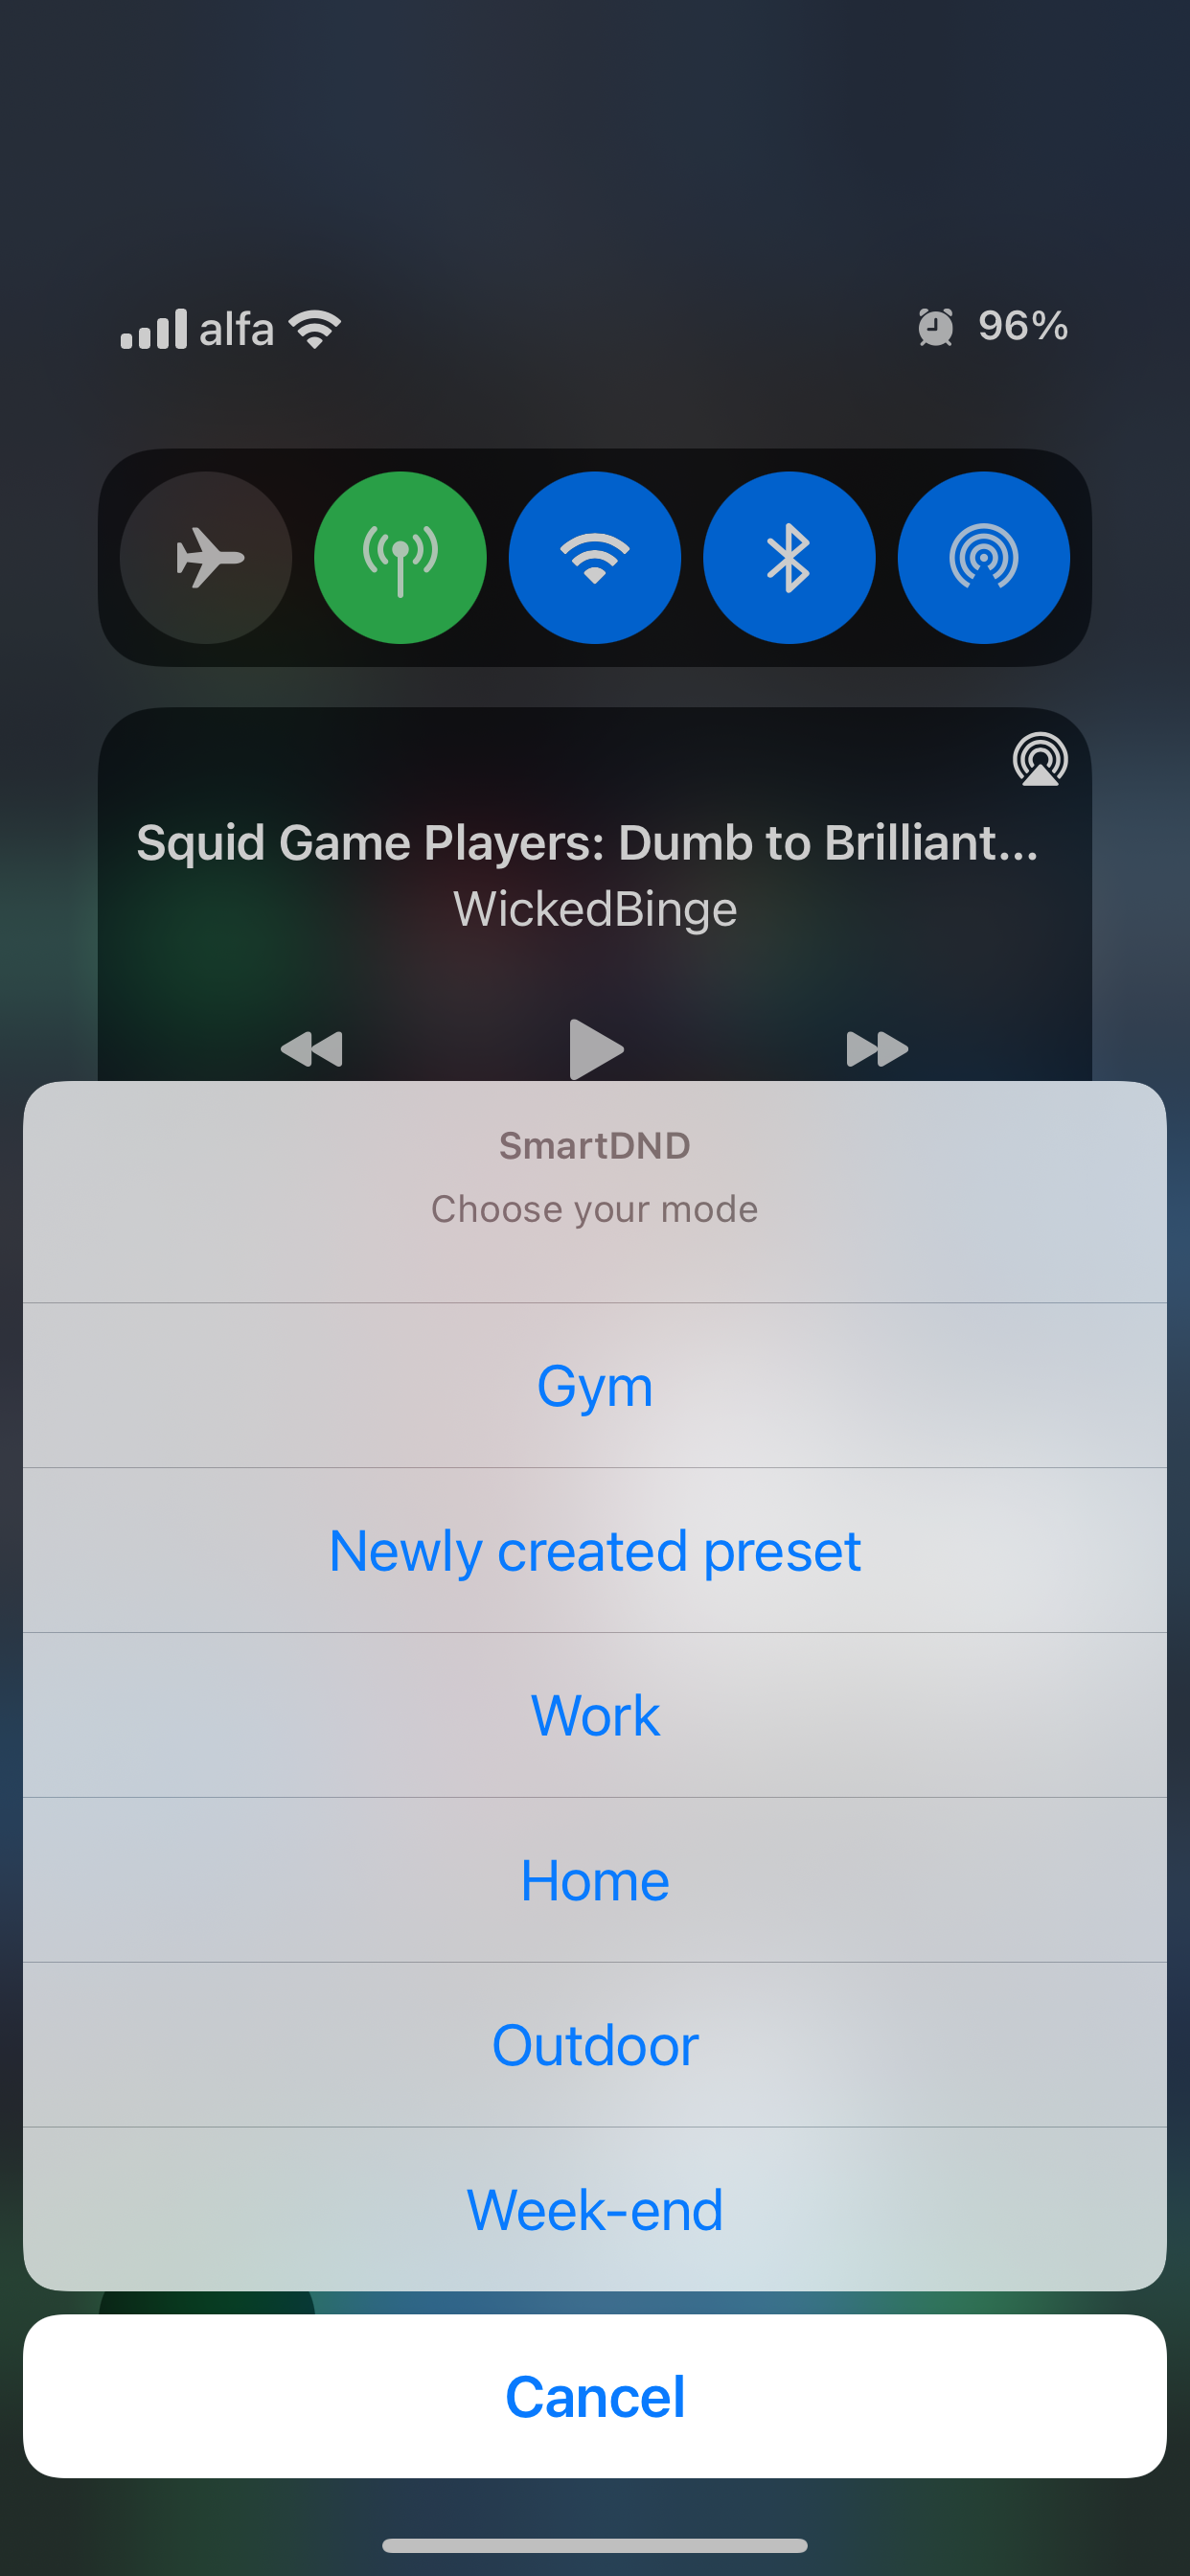 alfa 96%
Squid Game Players: Dumb to Brilliant...
WickedBinge
SmartDND
Choose your mode
Gym
Newly created preset
Work
Home
Outdoor
Week-end
Cancel